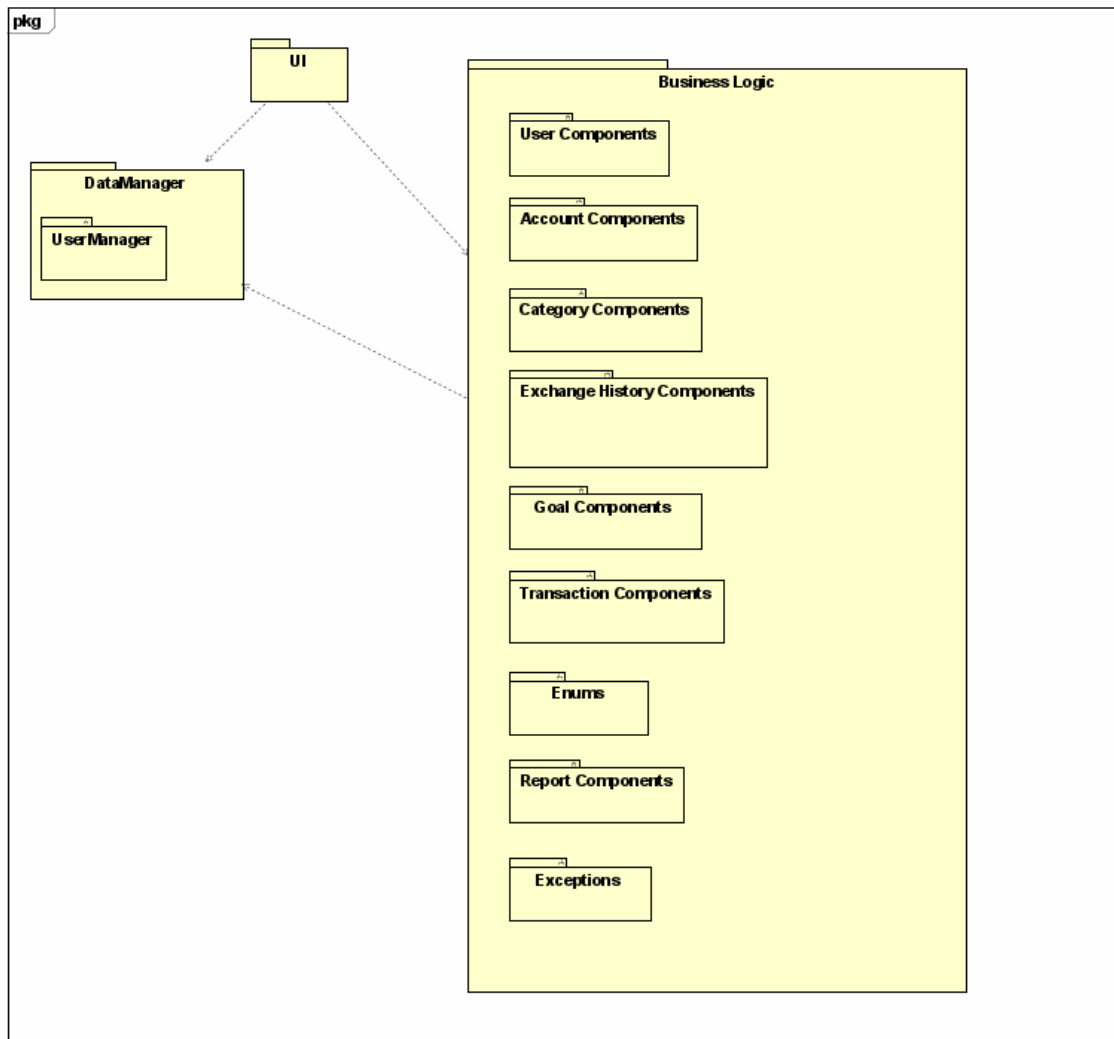 pkg
UI
Business Logic
User Components
DataManager
Account Components
UserManager
Category Components
Exchange History Components
Goal Components
Transaction Components
Enums
Report Components
Exceptions